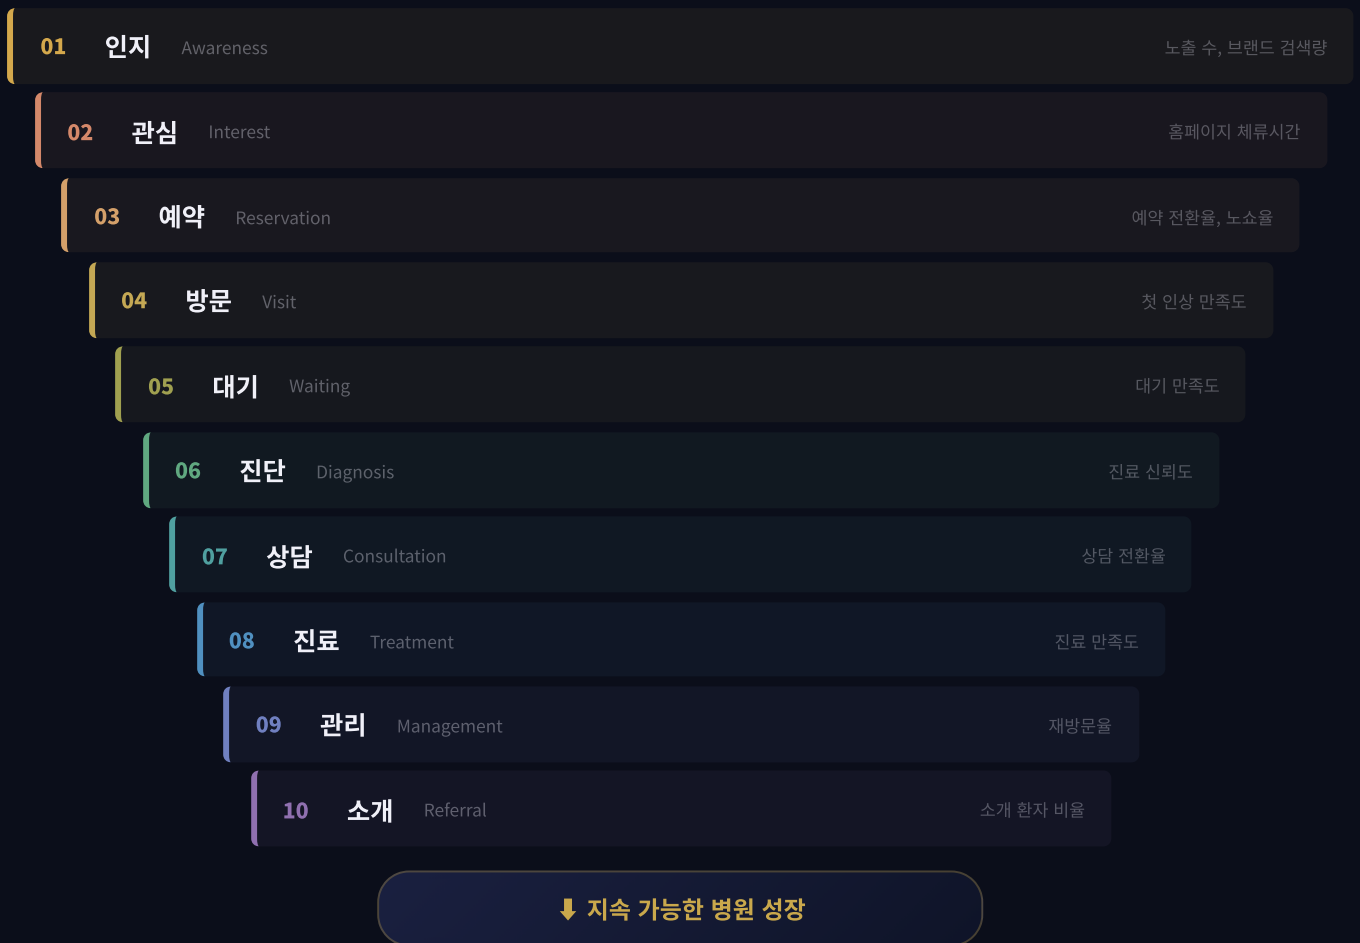 01 인지 Awareness 노출 수, 브랜드 검색량
02 관심 Interest 홈페이지 체류시간
03 예약 Reservation 예약 전환율, 노쇼율
04 방문 Visit 첫 인상 만족도
05 대기 Waiting 대기 만족도
06 진단 Diagnosis 진료 신뢰도
07 상담 Consultation 상담 전환율
08 진료 Treatment 진료 만족도
09 관리 Management 재방문율
10 소개 Referral 소개 환자 비율
⬇ 지속 가능한 병원 성장